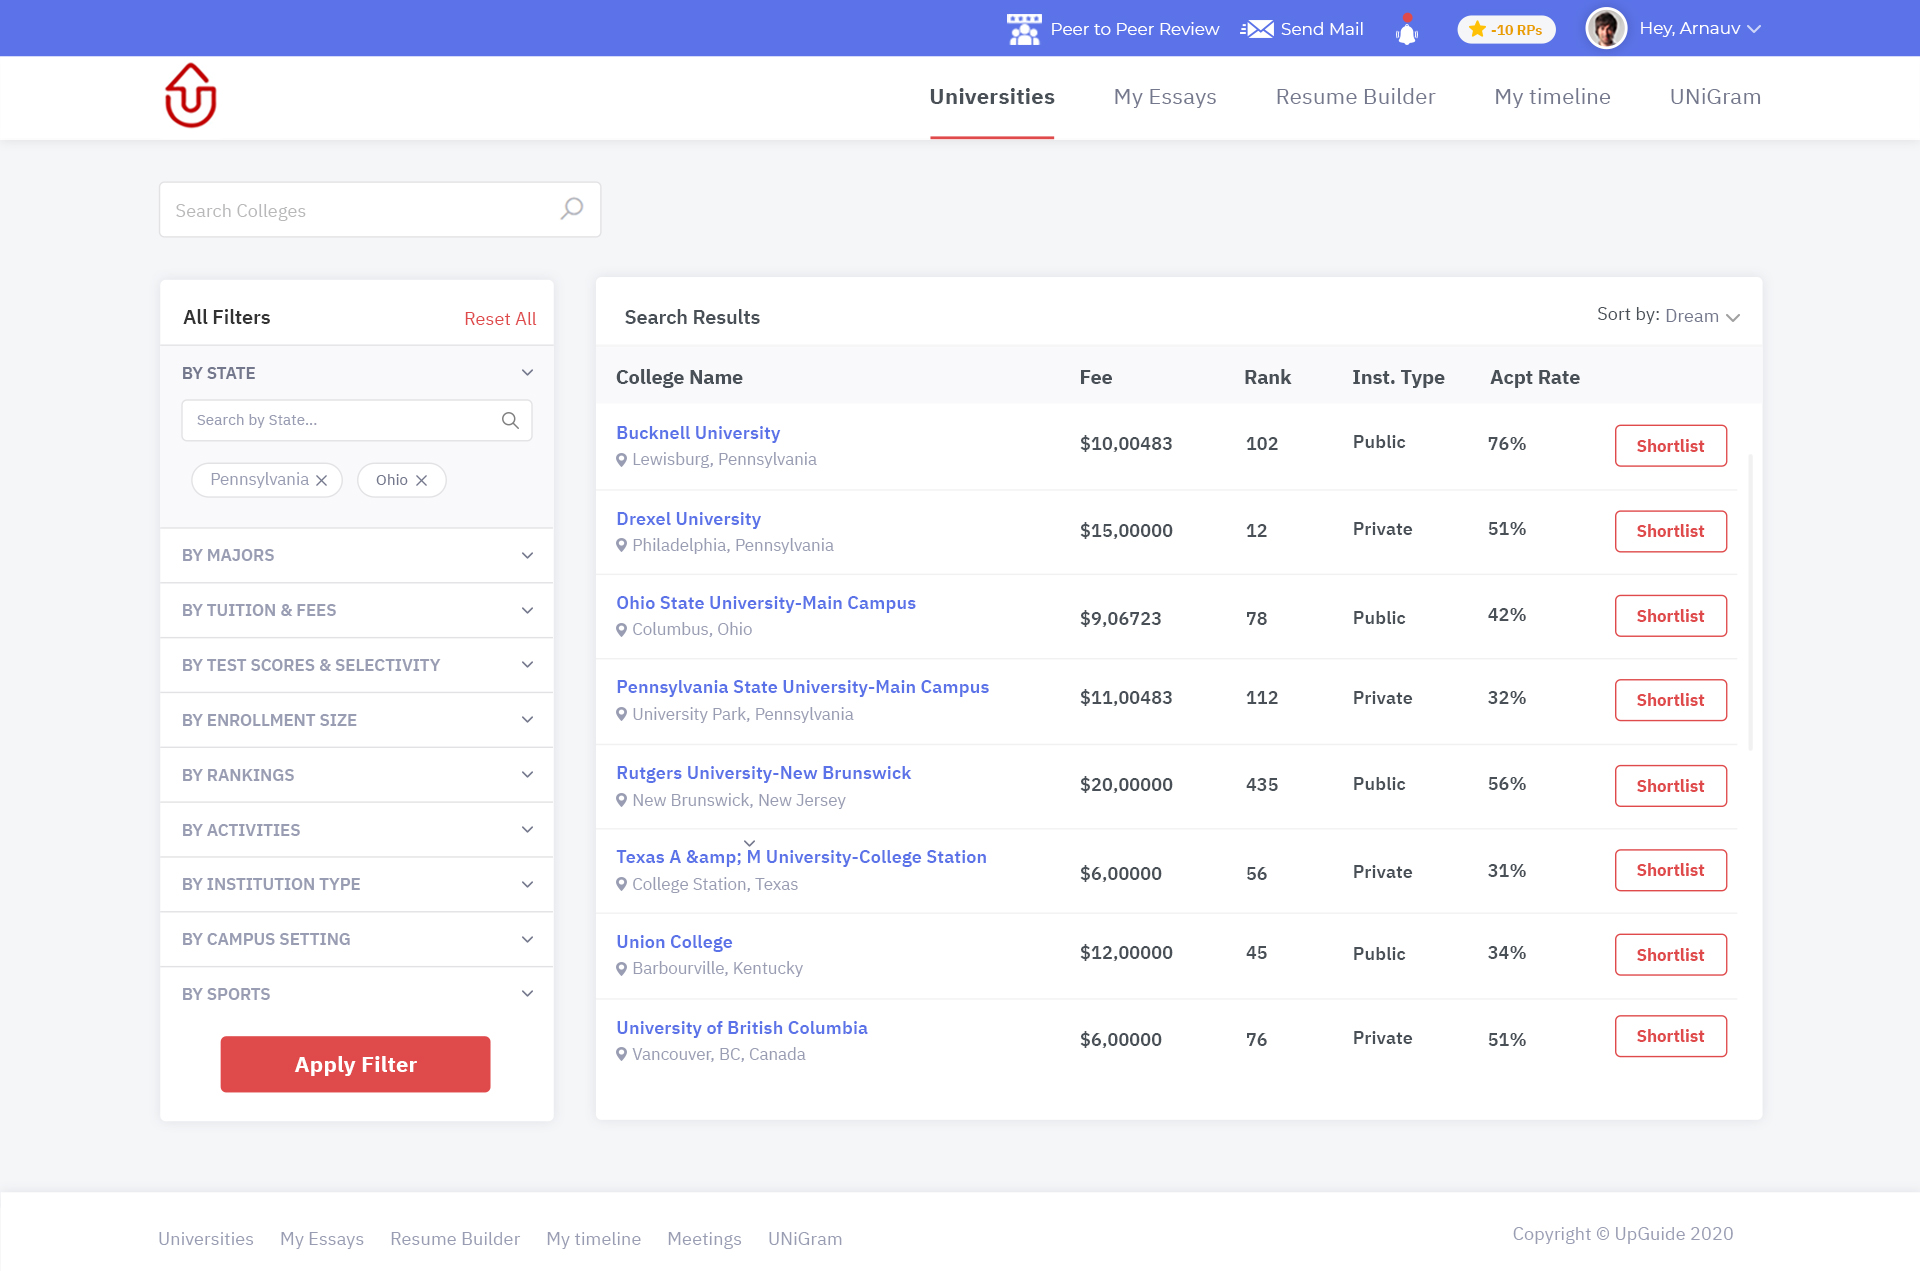 Peer to Peer Review Send Mail -10 RPs Hey, Arnauv
Universities My Essays Resume Builder My timeline UNiGram
Search Colleges
All Filters Reset All
BY STATE
Search by State...
Pennsylvania Ohio
BY MAJORS
BY TUITION & FEES
BY TEST SCORES & SELECTIVITY
BY ENROLLMENT SIZE
BY RANKINGS
BY ACTIVITIES
BY INSTITUTION TYPE
BY CAMPUS SETTING
BY SPORTS
Apply Filter
Search Results Sort by: Dream
College Name Fee Rank Inst. Type Acpt Rate
Bucknell University
Lewisburg, Pennsylvania
$10,00483 102 Public 76% Shortlist
Drexel University
Philadelphia, Pennsylvania
$15,00000 12 Private 51% Shortlist
Ohio State University-Main Campus
Columbus, Ohio
$9,06723 78 Public 42% Shortlist
Pennsylvania State University-Main Campus
University Park, Pennsylvania
$11,00483 112 Private 32% Shortlist
Rutgers University-New Brunswick
New Brunswick, New Jersey
$20,00000 435 Public 56% Shortlist
Texas A &amp; M University-College Station
College Station, Texas
$6,00000 56 Private 31% Shortlist
Union College
Barbourville, Kentucky
$12,00000 45 Public 34% Shortlist
University of British Columbia
Vancouver, BC, Canada
$6,00000 76 Private 51% Shortlist
Universities My Essays Resume Builder My timeline Meetings UNiGram
Copyright © UpGuide 2020